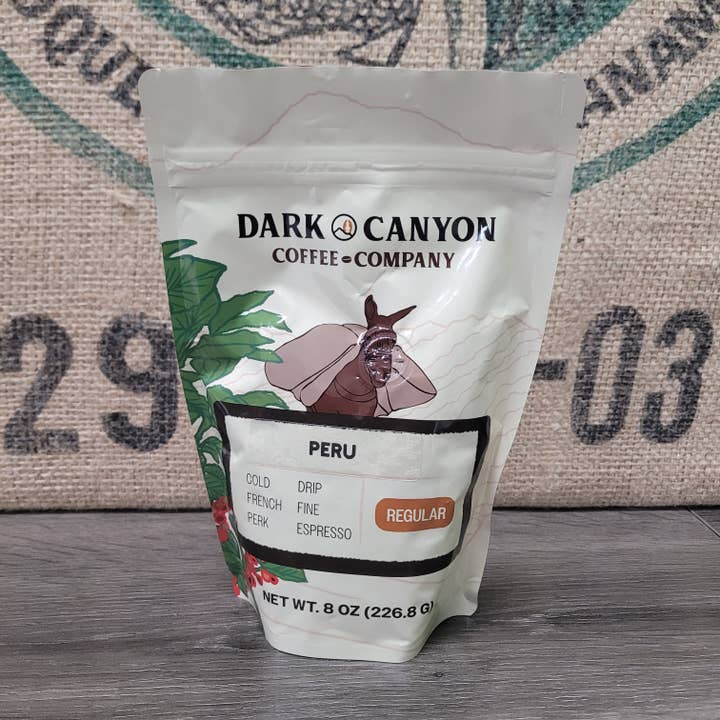 DARK CANYON
COFFEE COMPANY
29
-03
PERU
COLD DRIP
FRENCH FINE
PERK ESPRESSO
REGULAR
NET WT. 8 OZ (226.8 G)